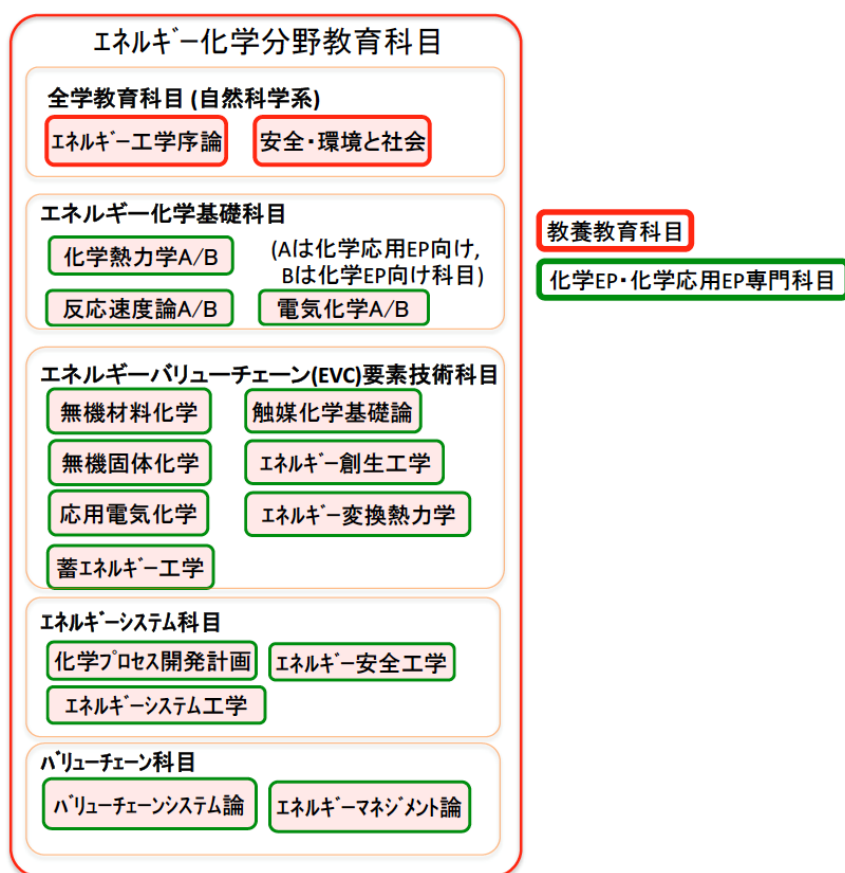 ｴﾈﾙｷﾞｰ化学分野教育科目
全学教育科目 (自然科学系)
ｴﾈﾙｷﾞｰ工学序論
安全・環境と社会
エネルギー化学基礎科目
化学熱力学A/B
(Aは化学応用EP向け,
Bは化学EP向け科目)
反応速度論A/B
電気化学A/B
エネルギーバリューチェーン(EVC)要素技術科目
無機材料化学
触媒化学基礎論
無機固体化学
ｴﾈﾙｷﾞｰ創生工学
応用電気化学
ｴﾈﾙｷﾞｰ変換熱力学
蓄ｴﾈﾙｷﾞｰ工学
ｴﾈﾙｷﾞｰｼｽﾃﾑ科目
化学ﾌﾟﾛｾｽ開発計画
ｴﾈﾙｷﾞｰ安全工学
ｴﾈﾙｷﾞｰｼｽﾃﾑ工学
ﾊﾞﾘｭｰﾁｪｰﾝ科目
ﾊﾞﾘｭｰﾁｪｰﾝｼｽﾃﾑ論
ｴﾈﾙｷﾞｰﾏﾈｼﾞﾒﾝﾄ論
教養教育科目
化学EP・化学応用EP専門科目